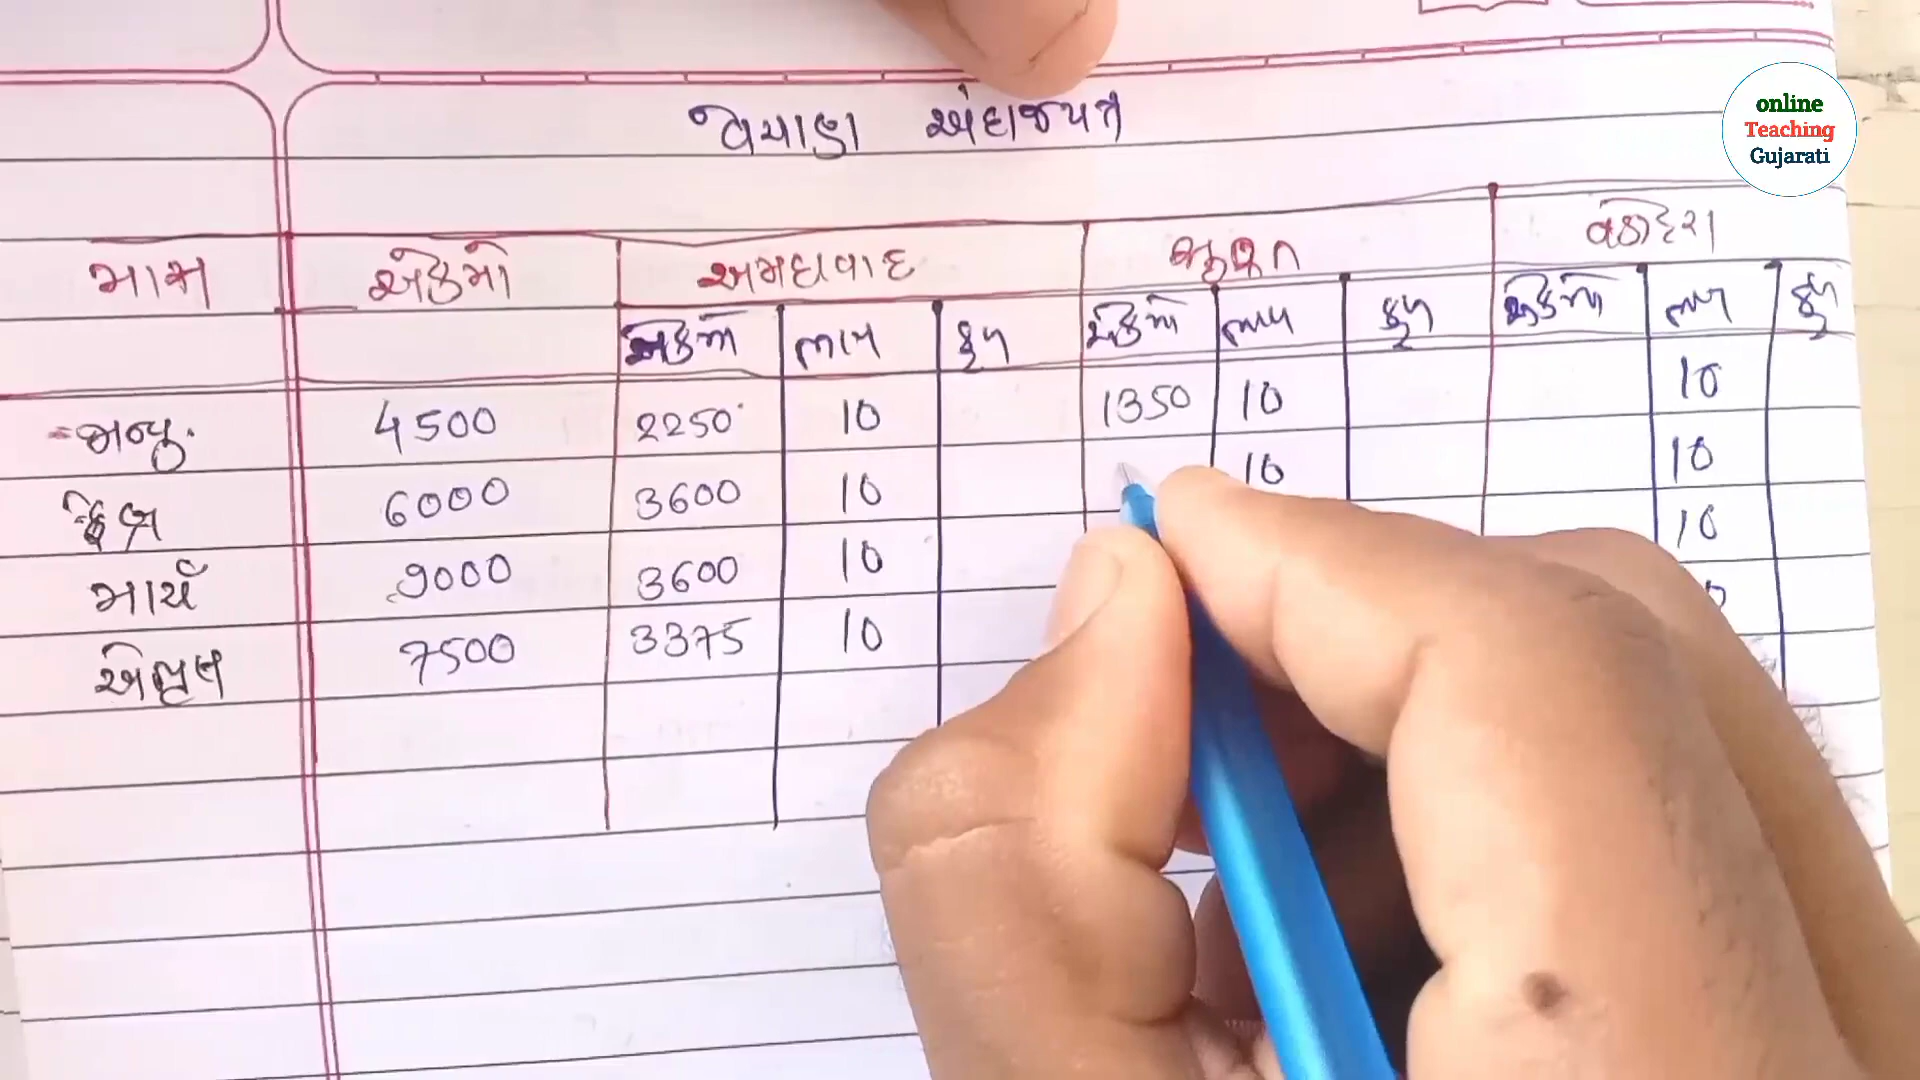 વેચાણ અંદાજપત્ર
online
Teaching
Gujarati
માસ એકમો અમદાવાદ સુરત વડોદરા
એકમો ભાવ કુલ એકમો ભાવ કુલ એકમો ભાવ કુલ
જાન્યુ. 4500 2250 10 1350 10 10
ફેબ્રુ 6000 3600 10 10 10
માર્ચ 9000 3600 10 10
એપ્રિલ 7500 3375 10